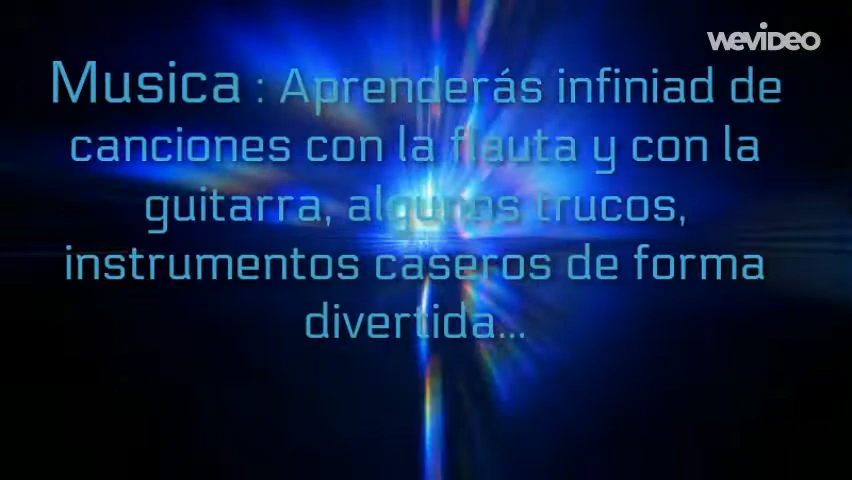 WEVIDEO
Musica : Aprenderás infiniad de
canciones con la flauta y con la
guitarra, algunos trucos,
instrumentos caseros de forma
divertida...